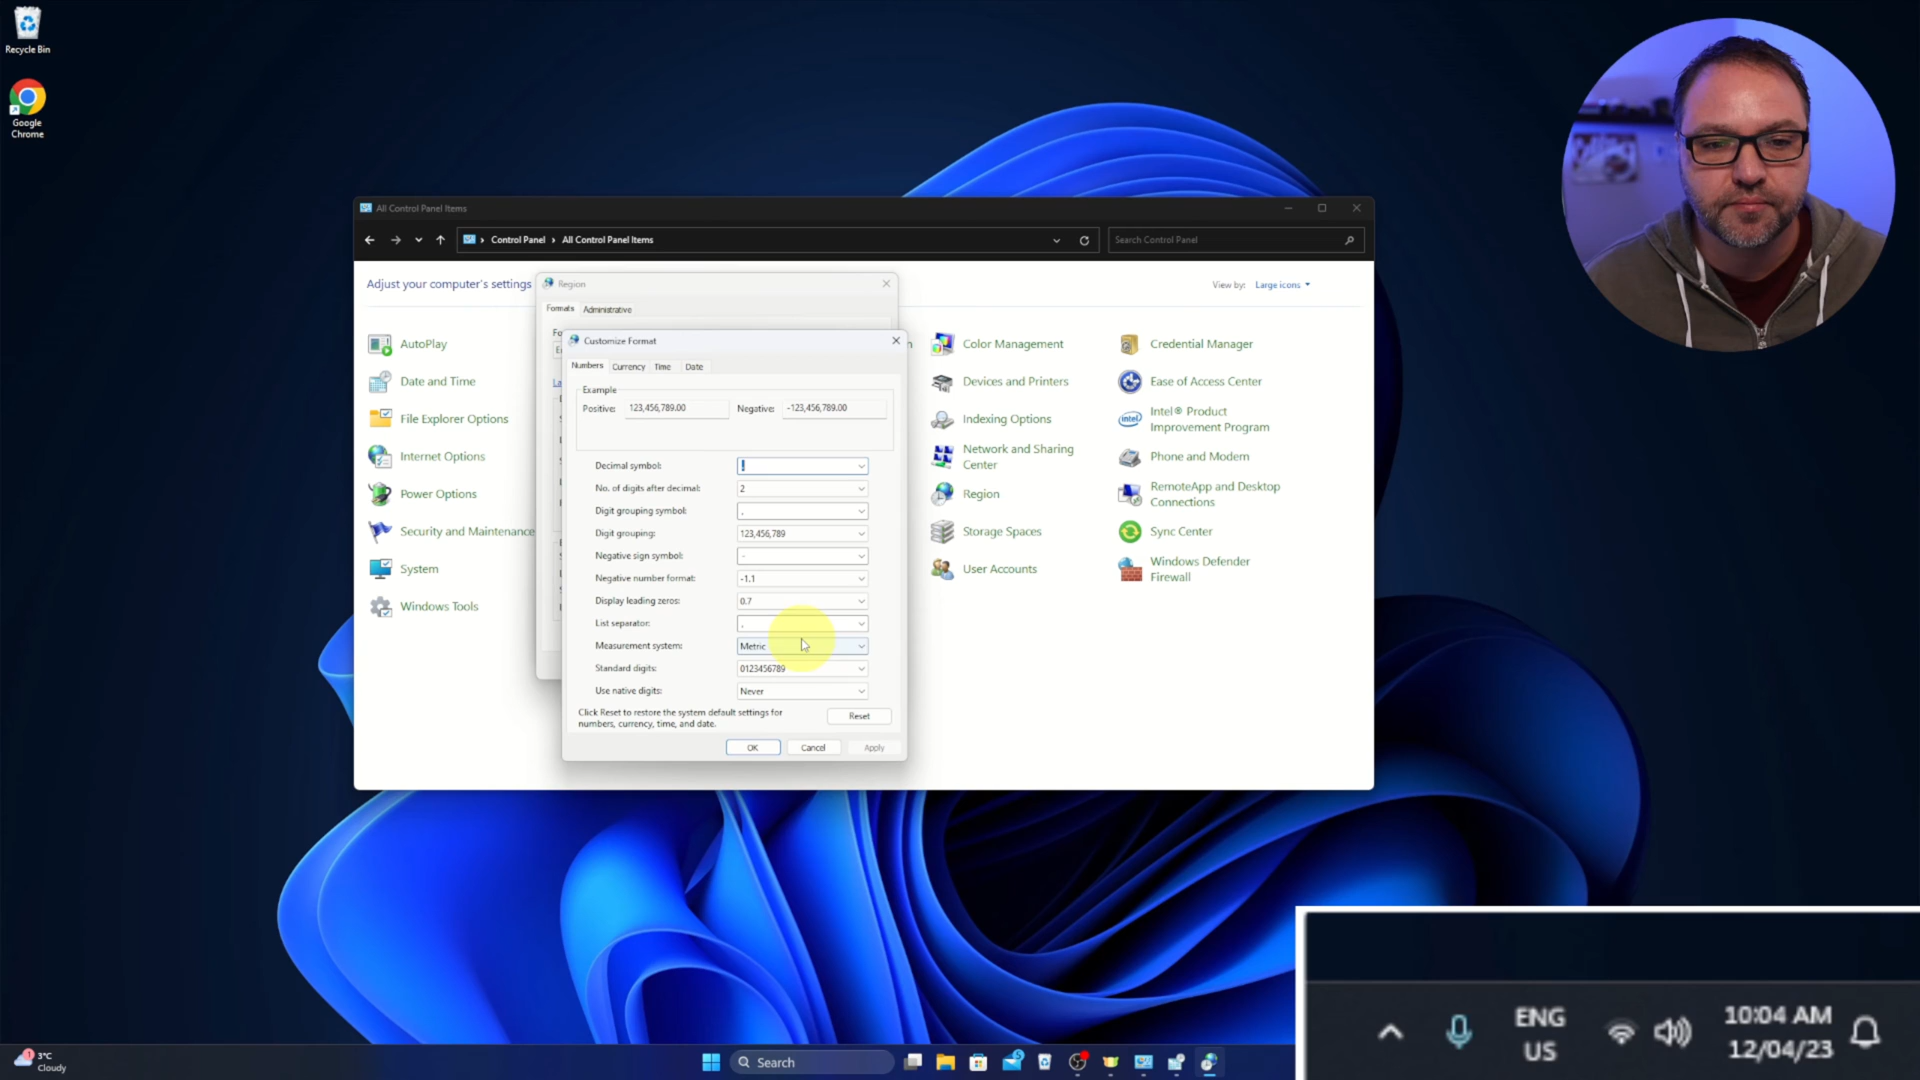 Recycle Bin
Google
Chrome
All Control Panel Items
Control Panel › All Control Panel Items
Search Control Panel
Adjust your computer's settings
View by: Large icons
AutoPlay
Date and Time
File Explorer Options
Internet Options
Power Options
Security and Maintenance
System
Windows Tools
Region
Formats Administrative
Customize Format
Numbers Currency Time Date
Example
Positive: 123,456,789.00 Negative: -123,456,789.00
Decimal symbol: .
No. of digits after decimal: 2
Digit grouping symbol: ,
Digit grouping: 123,456,789
Negative sign symbol: -
Negative number format: -1.1
Display leading zeros: 0.7
List separator: ,
Measurement system: Metric
Standard digits: 0123456789
Use native digits: Never
Click Reset to restore the system default settings for
numbers, currency, time, and date.
Reset
OK Cancel Apply
Color Management
Devices and Printers
Indexing Options
Network and Sharing
Center
Region
Storage Spaces
User Accounts
Credential Manager
Ease of Access Center
Intel® Product
Improvement Program
Phone and Modem
RemoteApp and Desktop
Connections
Sync Center
Windows Defender
Firewall
3°C
Cloudy
Search
ENG
US
10:04 AM
12/04/23